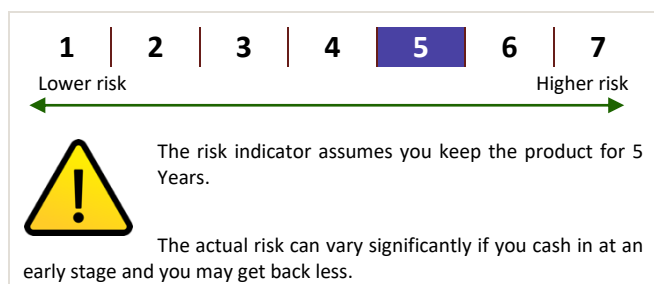 1 2 3 4 5 6 7
Lower risk Higher risk
The risk indicator assumes you keep the product for 5
Years.
The actual risk can vary significantly if you cash in at an
early stage and you may get back less.